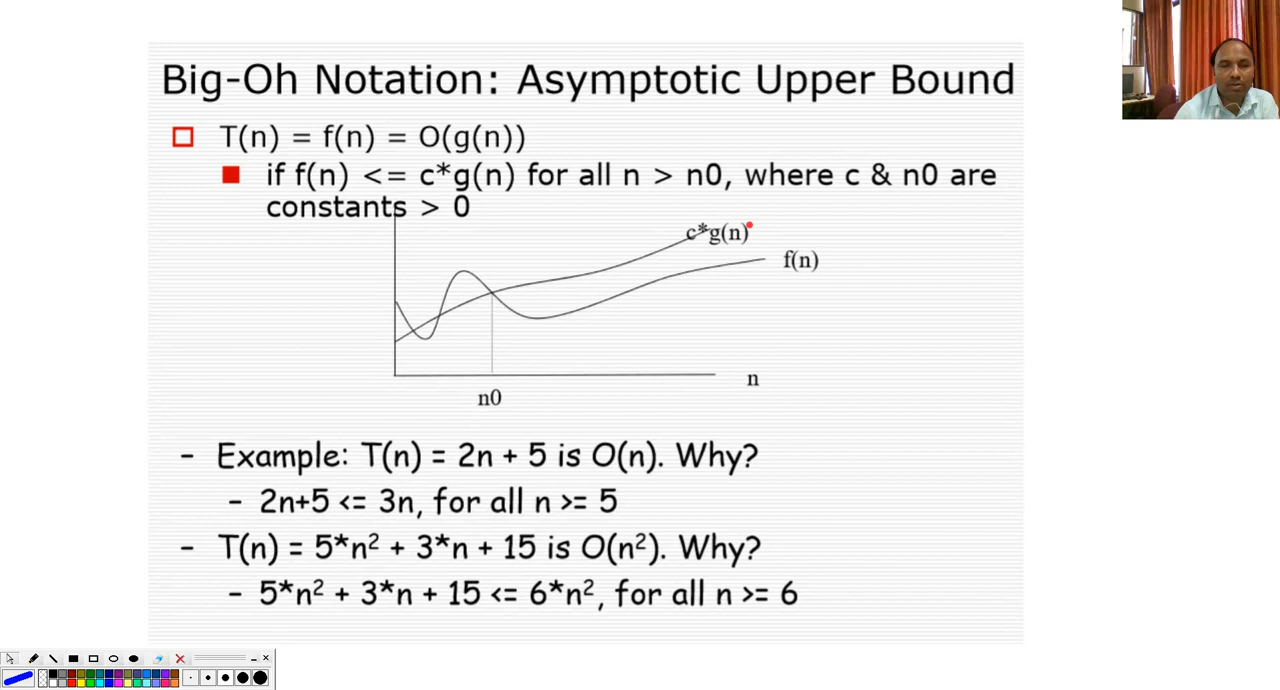 Big-Oh Notation: Asymptotic Upper Bound
T(n) = f(n) = O(g(n))
if f(n) <= c*g(n) for all n > n0, where c & n0 are
constants > 0
c*g(n)
f(n)
n
n0
- Example: T(n) = 2n + 5 is O(n). Why?
- 2n+5 <= 3n, for all n >= 5
- T(n) = 5*n² + 3*n + 15 is O(n²). Why?
- 5*n² + 3*n + 15 <= 6*n², for all n >= 6